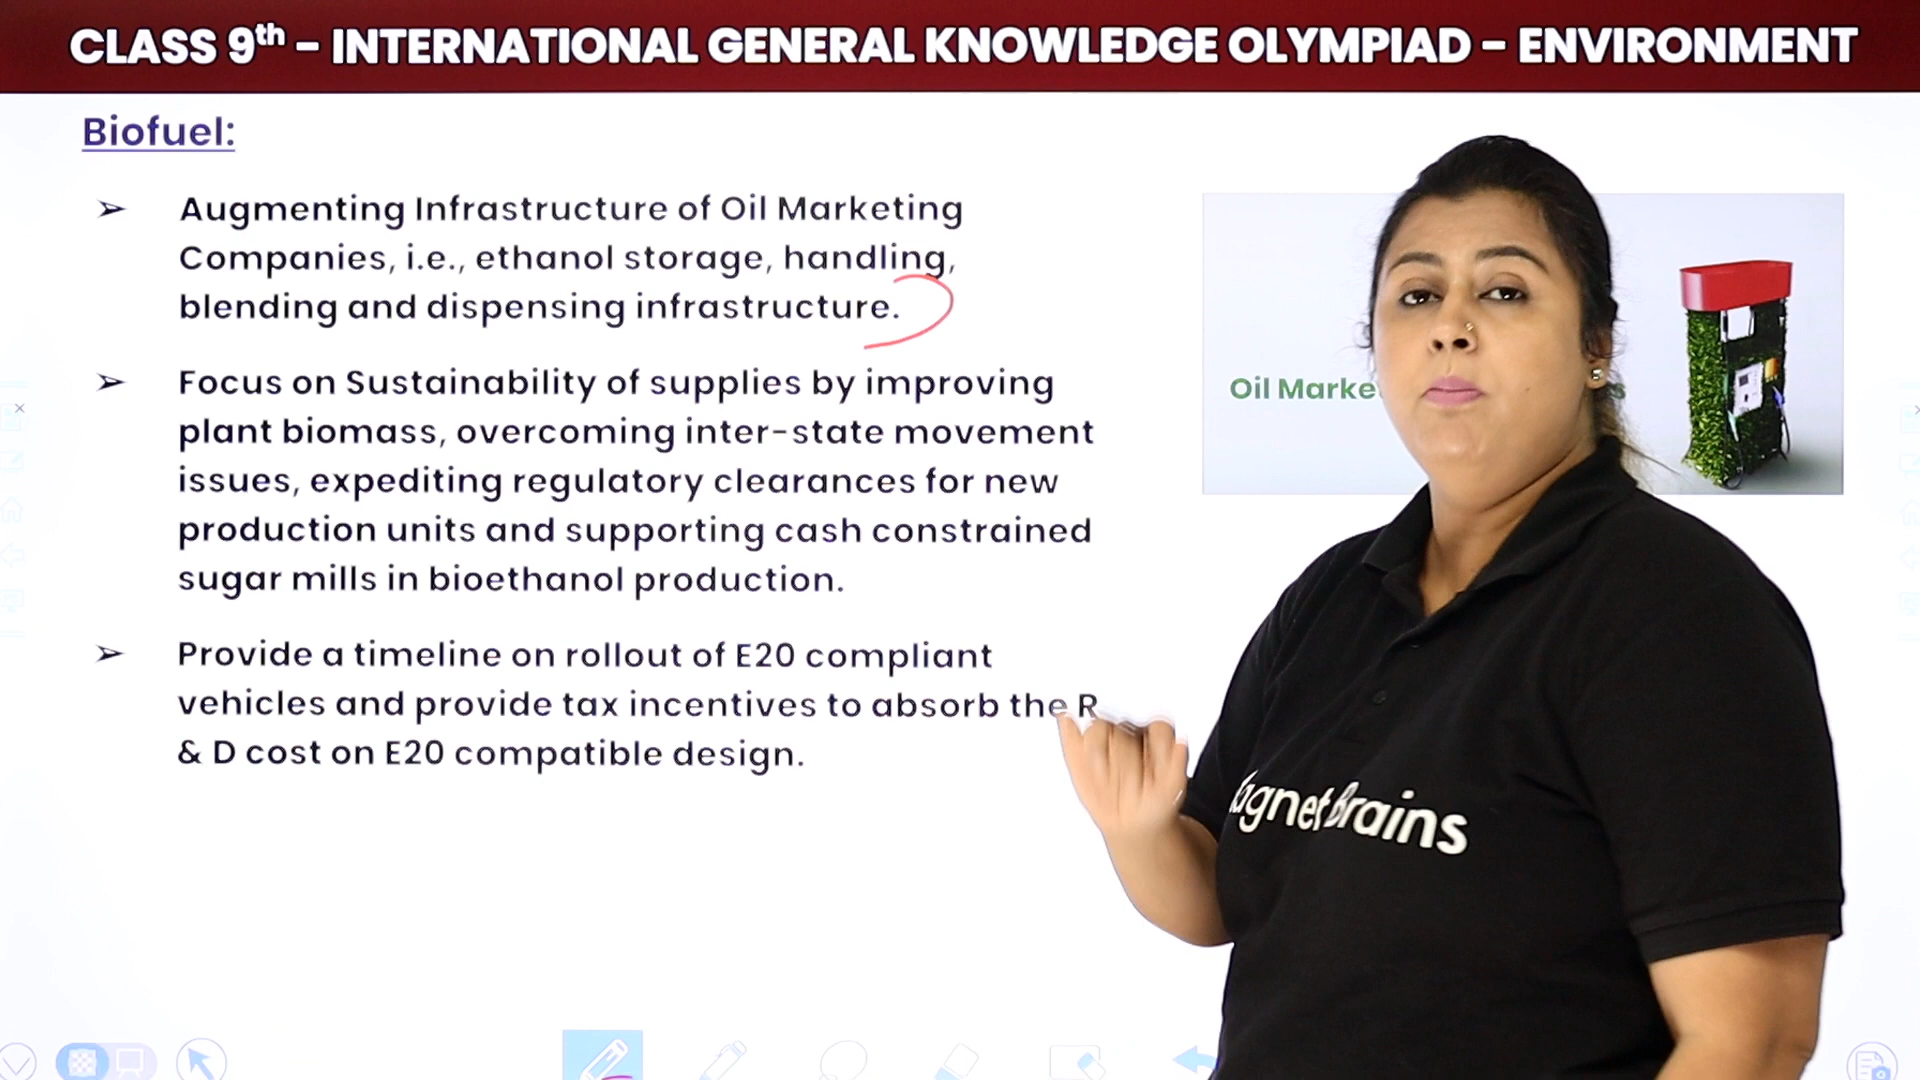 CLASS 9th - INTERNATIONAL GENERAL KNOWLEDGE OLYMPIAD - ENVIRONMENT
Biofuel:
➢ Augmenting Infrastructure of Oil Marketing
Companies, i.e., ethanol storage, handling,
blending and dispensing infrastructure.
➢ Focus on Sustainability of supplies by improving
plant biomass, overcoming inter-state movement
issues, expediting regulatory clearances for new
production units and supporting cash constrained
sugar mills in bioethanol production.
➢ Provide a timeline on rollout of E20 compliant
vehicles and provide tax incentives to absorb the R
& D cost on E20 compatible design.
Oil
Brains